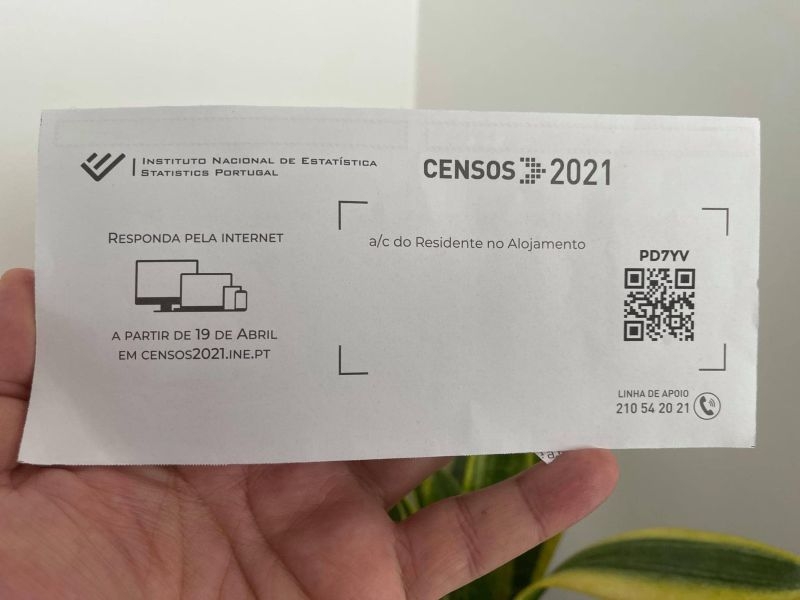 INSTITUTO NACIONAL DE ESTATÍSTICA
STATISTICS PORTUGAL
CENSOS 2021
RESPONDA PELA INTERNET
A PARTIR DE 19 DE ABRIL
EM CENSOS2021.INE.PT
a/c do Residente no Alojamento
PD7YV
LINHA DE APOIO
210 54 20 21